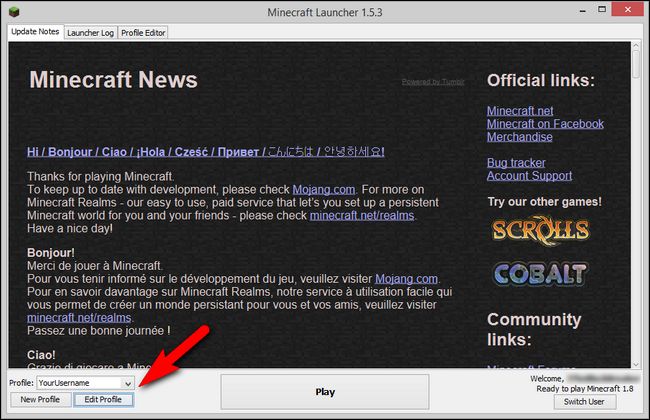 Minecraft Launcher 1.5.3
Update Notes
Launcher Log
Profile Editor
Minecraft News
Powered by Tumblr
Hi / Bonjour / Ciao / ¡Hola / Cześć / Привет / こんにちは / 안녕하세요!
Thanks for playing Minecraft.
To keep up to date with development, please check Mojang.com. For more
on Minecraft Realms - our easy to use, paid service that let's you set up a persistent
Minecraft world for you and your friends - please check minecraft.net/realms.
Have a nice day!
Bonjour!
Merci de jouer à Minecraft.
Pour vous tenir informé sur le développement du jeu, veuillez visiter Mojang.com.
Pour en savoir davantage sur Minecraft Realms, notre service à utilisation facile qui
vous permet de créer un monde persistant pour vous et vos amis, veuillez visiter
minecraft.net/realms.
Passez une bonne journée !
Ciao!
Grazie di giocare a
Official links:
Minecraft.net
Minecraft on Facebook
Merchandise
Bug tracker
Account Support
Try our other games!
SCROLLS
COBALT
Community
links:
Minecraft Forums
Profile:
YourUsername
New Profile
Edit Profile
Play
Welcome,
Ready to play Minecraft 1.8
Switch User